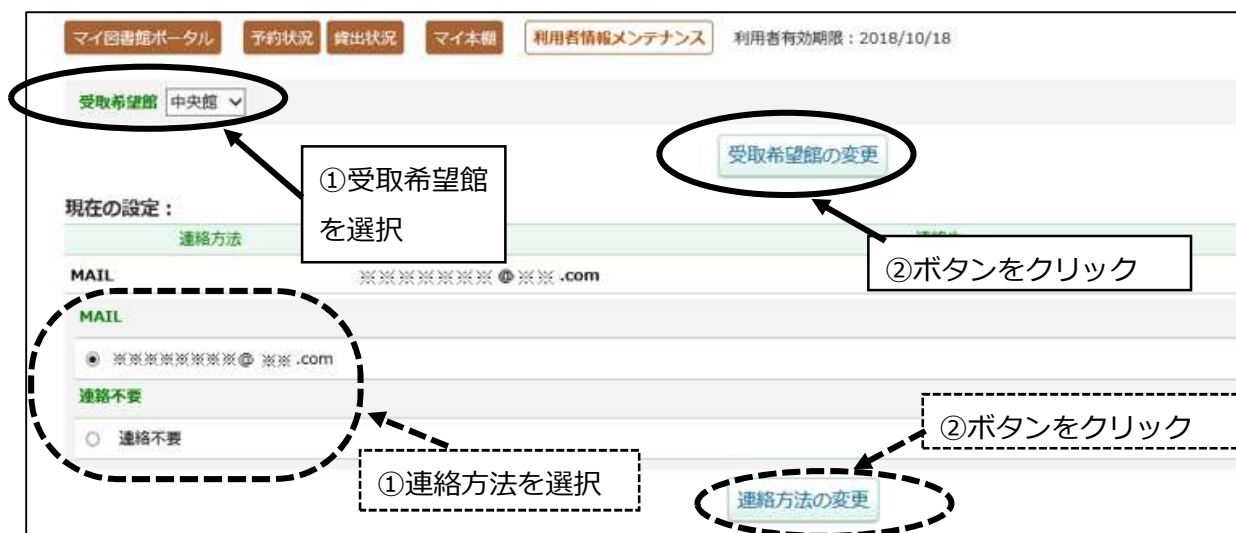 マイ図書館ポータル 予約状況 貸出状況 マイ本棚 利用者情報メンテナンス 利用者有効期限：2018/10/18
受取希望館 中央館
受取希望館の変更
①受取希望館
を選択
現在の設定：
連絡方法
②ボタンをクリック
MAIL ※※※※※※※@※※.com
MAIL
※※※※※※※※@ ※※.com
連絡不要
連絡不要
②ボタンをクリック
①連絡方法を選択
連絡方法の変更